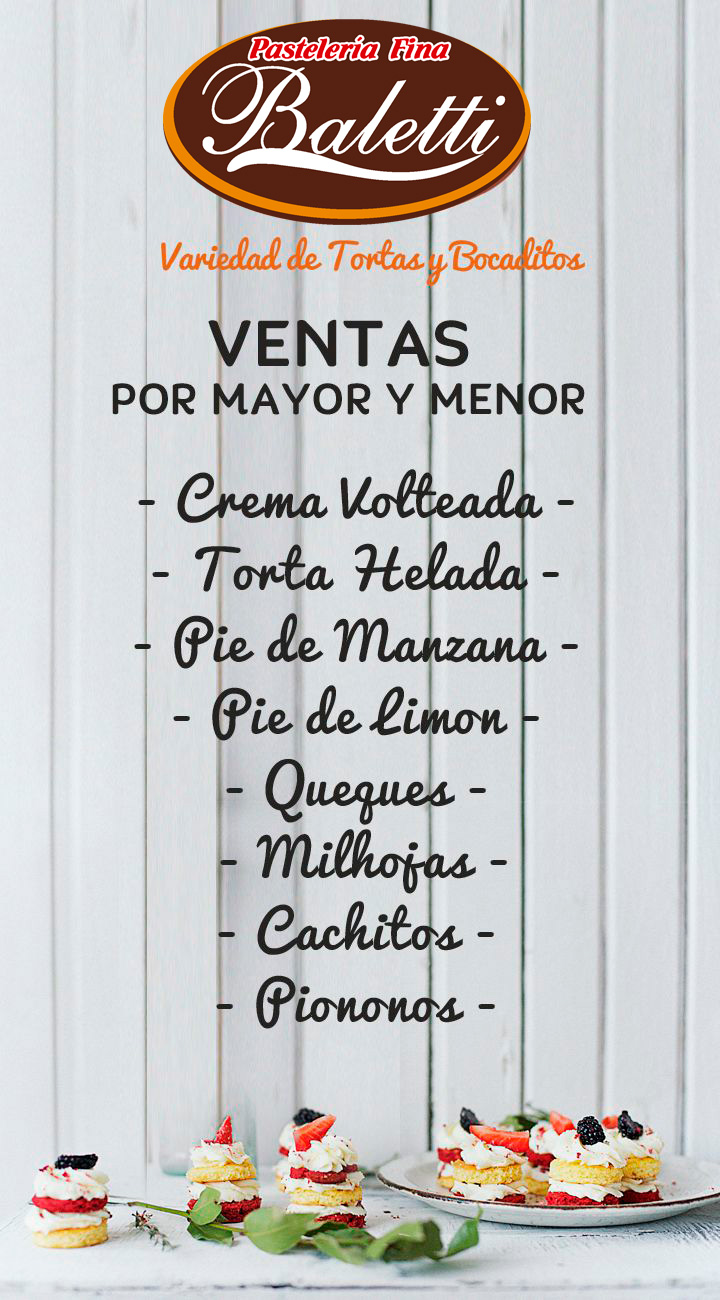 Pastelería Fina
Baletti
Variedad de Tortas y Bocaditos
VENTAS
POR MAYOR Y MENOR
- Crema Volteada -
- Torta Helada -
- Pie de Manzana -
- Pie de Limon -
- Queques -
- Milhojas -
- Cachitos -
- Piononos -